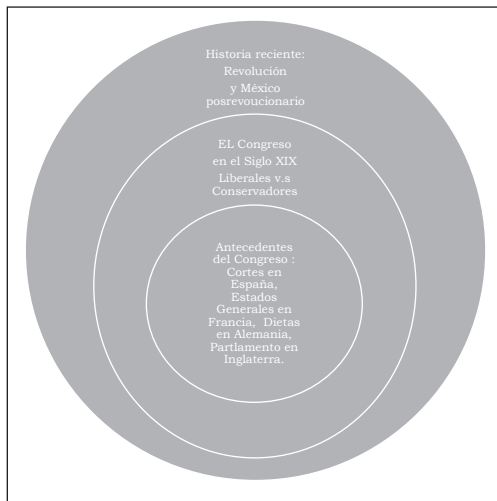 Historia reciente:
Revolución
y México
posrevoucionario
EL Congreso
en el Siglo XIX
Liberales v.s
Conservadores
Antecedentes
del Congreso :
Cortes en
España,
Estados
Generales en
Francia, Dietas
en Alemania,
Partlamento en
Inglaterra.